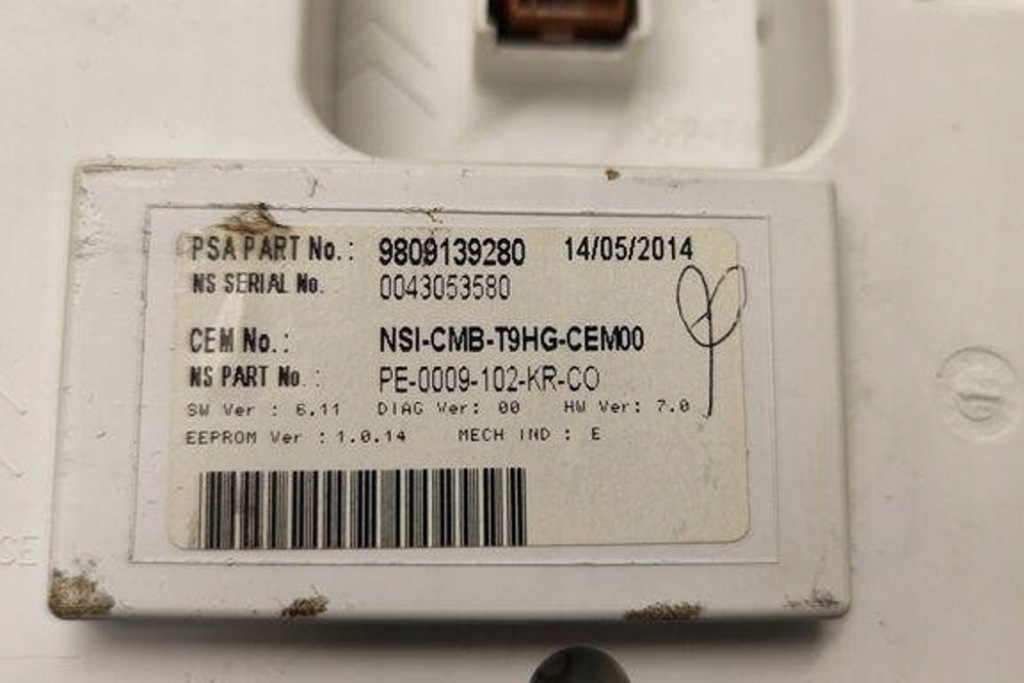 PSA PART No.: 9809139280 14/05/2014
NS SERIAL No. 0043053580
CEM No.: NSI-CMB-T9HG-CEM00
NS PART No. : PE-0009-102-KR-CO
SW Ver : 6.11 DIAG Ver: 00 HW Ver: 7.0
EEPROM Ver : 1.0.14 MECH IND : E
CE